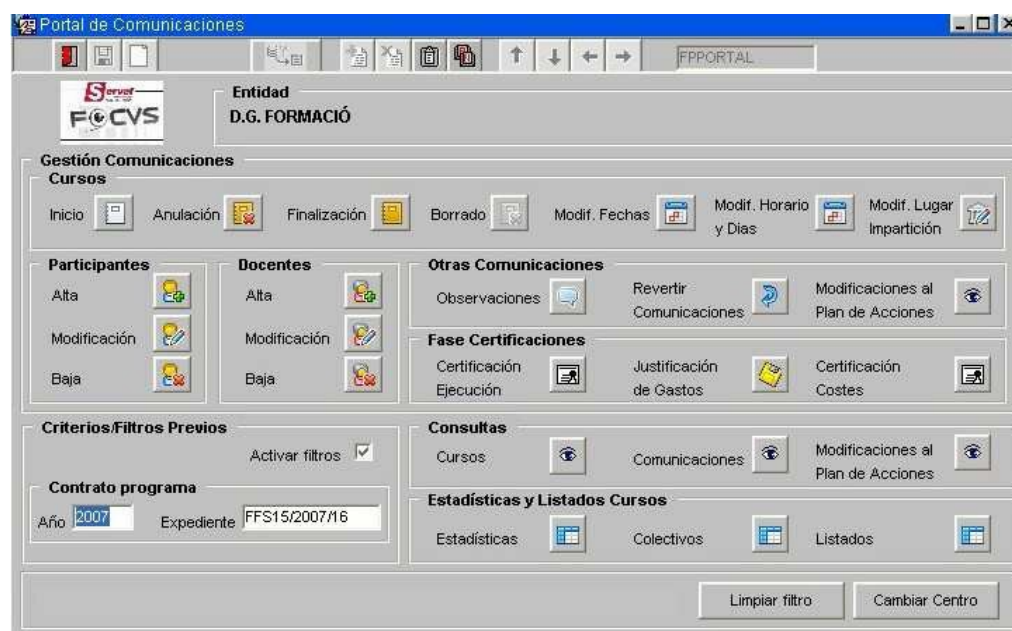 Portal de Comunicaciones
FPPORTAL
Servef
FOCVS
Entidad
D.G. FORMACIÓ
Gestión Comunicaciones
Cursos
Inicio
Anulación
Finalización
Borrado
Modif. Fechas
Modif. Horario
y Dias
Modif. Lugar
Impartición
Participantes
Alta
Modificación
Baja
Docentes
Alta
Modificación
Baja
Otras Comunicaciones
Observaciones
Revertir
Comunicaciones
Modificaciones al
Plan de Acciones
Fase Certificaciones
Certificación
Ejecución
Justificación
de Gastos
Certificación
Costes
Criterios/Filtros Previos
Activar filtros
Contrato programa
Año 2007
Expediente FFS15/2007/16
Consultas
Cursos
Comunicaciones
Modificaciones al
Plan de Acciones
Estadísticas y Listados Cursos
Estadísticas
Colectivos
Listados
Limpiar filtro
Cambiar Centro